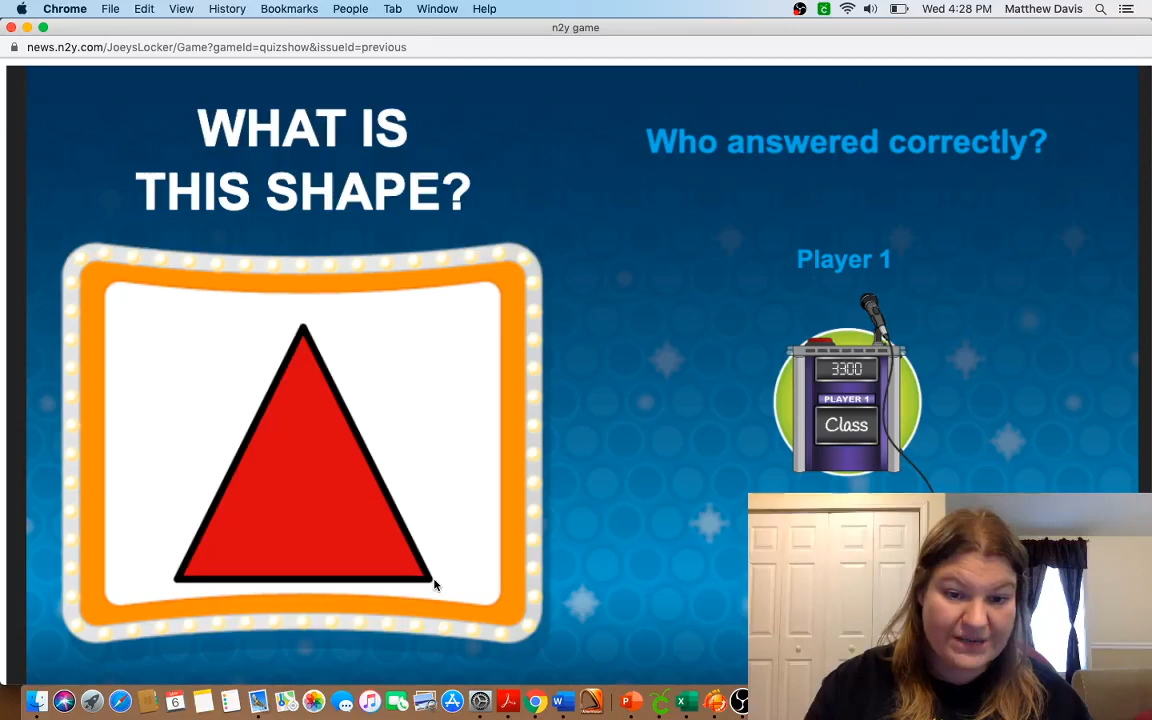 Chrome File Edit View History Bookmarks People Tab Window Help Wed 4:28 PM Matthew Davis
n2y game
news.n2y.com/JoeysLocker/Game?gameId=quizshow&issueId=previous
WHAT IS
THIS SHAPE?
Who answered correctly?
Player 1
3300
PLAYER 1
Class
6